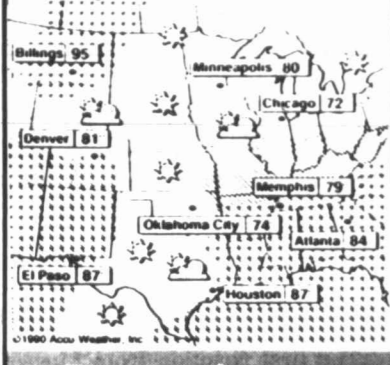 Billings 95
Minneapolis 80
Chicago 72
Denver 81
Memphis 79
Oklahoma City 74
Atlanta 84
El Paso 87
Houston 87
©1990 Accu Weather, Inc